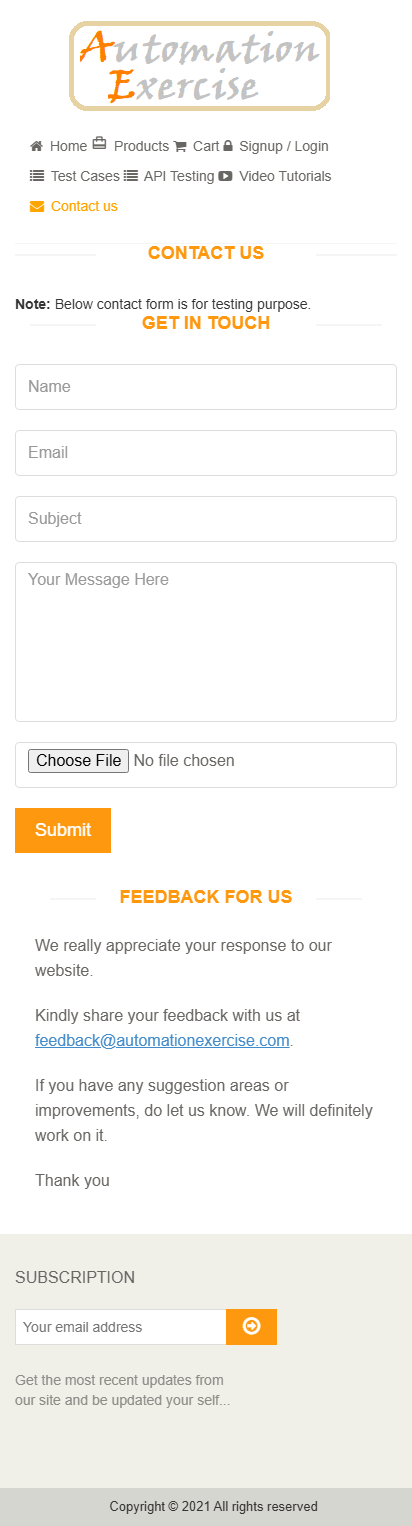 Automation
Exercise
Home Products Cart Signup / Login
Test Cases API Testing Video Tutorials
Contact us
CONTACT US
Note: Below contact form is for testing purpose.
GET IN TOUCH
Name
Email
Subject
Your Message Here
Choose File No file chosen
Submit
FEEDBACK FOR US
We really appreciate your response to our
website.
Kindly share your feedback with us at
feedback@automationexercise.com.
If you have any suggestion areas or
improvements, do let us know. We will definitely
work on it.
Thank you
SUBSCRIPTION
Your email address
Get the most recent updates from
our site and be updated your self...
Copyright © 2021 All rights reserved